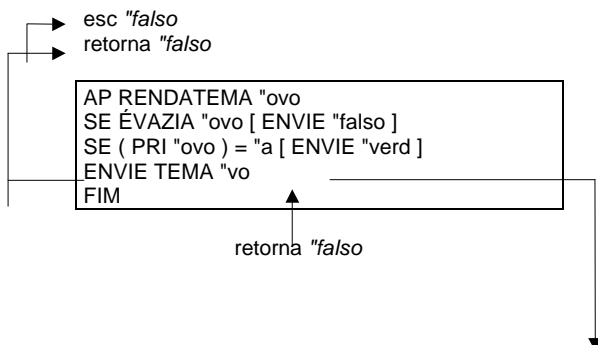 esc "falso
retorna "falso
AP RENDATEMA "ovo
SE ÉVAZIA "ovo [ ENVIE "falso ]
SE ( PRI "ovo ) = "a [ ENVIE "verd ]
ENVIE TEMA "vo
FIM
retorna "falso